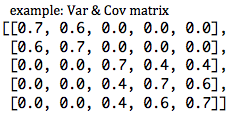 example: Var & Cov matrix
[[0.7, 0.6, 0.0, 0.0, 0.0],
[0.6, 0.7, 0.0, 0.0, 0.0],
[0.0, 0.0, 0.7, 0.4, 0.4],
[0.0, 0.0, 0.4, 0.7, 0.6],
[0.0, 0.0, 0.4, 0.6, 0.7]]